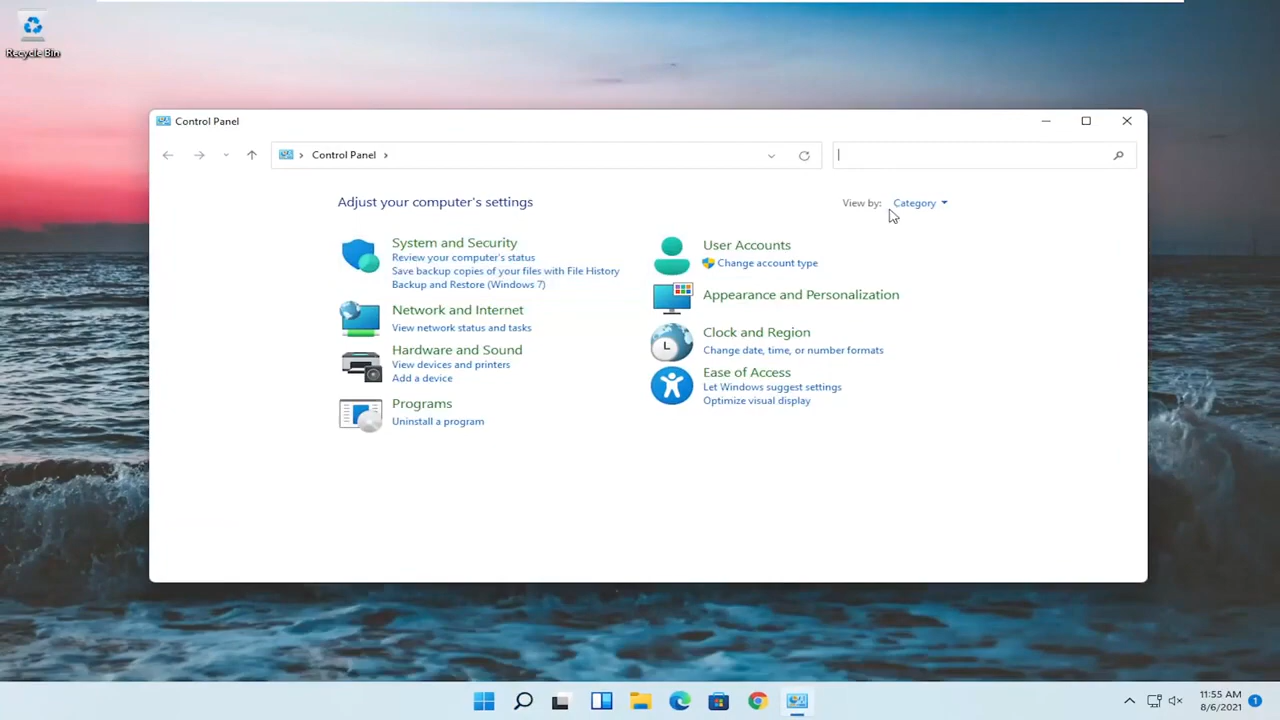 Recycle Bin
Control Panel
Control Panel
Adjust your computer's settings
View by: Category
System and Security
Review your computer's status
Save backup copies of your files with File History
Backup and Restore (Windows 7)
Network and Internet
View network status and tasks
Hardware and Sound
View devices and printers
Add a device
Programs
Uninstall a program
User Accounts
Change account type
Appearance and Personalization
Clock and Region
Change date, time, or number formats
Ease of Access
Let Windows suggest settings
Optimize visual display
11:55 AM
8/6/2021
1